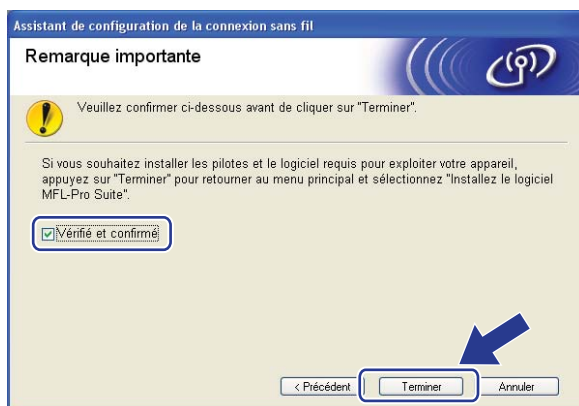 Assistant de configuration de la connexion sans fil
Remarque importante
Veuillez confirmer ci-dessous avant de cliquer sur "Terminer".
Si vous souhaitez installer les pilotes et le logiciel requis pour exploiter votre appareil,
appuyez sur "Terminer" pour retourner au menu principal et sélectionnez "Installez le logiciel
MFL-Pro Suite".
Vérifié et confirmé
< Précédent Terminer Annuler